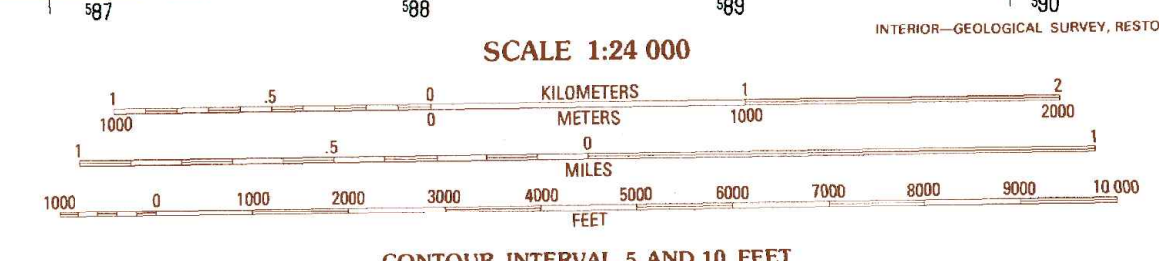 587 588 589 590
INTERIOR—GEOLOGICAL SURVEY, RESTO
SCALE 1:24 000
1 .5 0 KILOMETERS 1 2
1000 0 METERS 1000 2000
1 .5 0 1
MILES
1000 0 1000 2000 3000 4000 5000 6000 7000 8000 9000 10 000
FEET
CONTOUR INTERVAL 5 AND 10 FEET